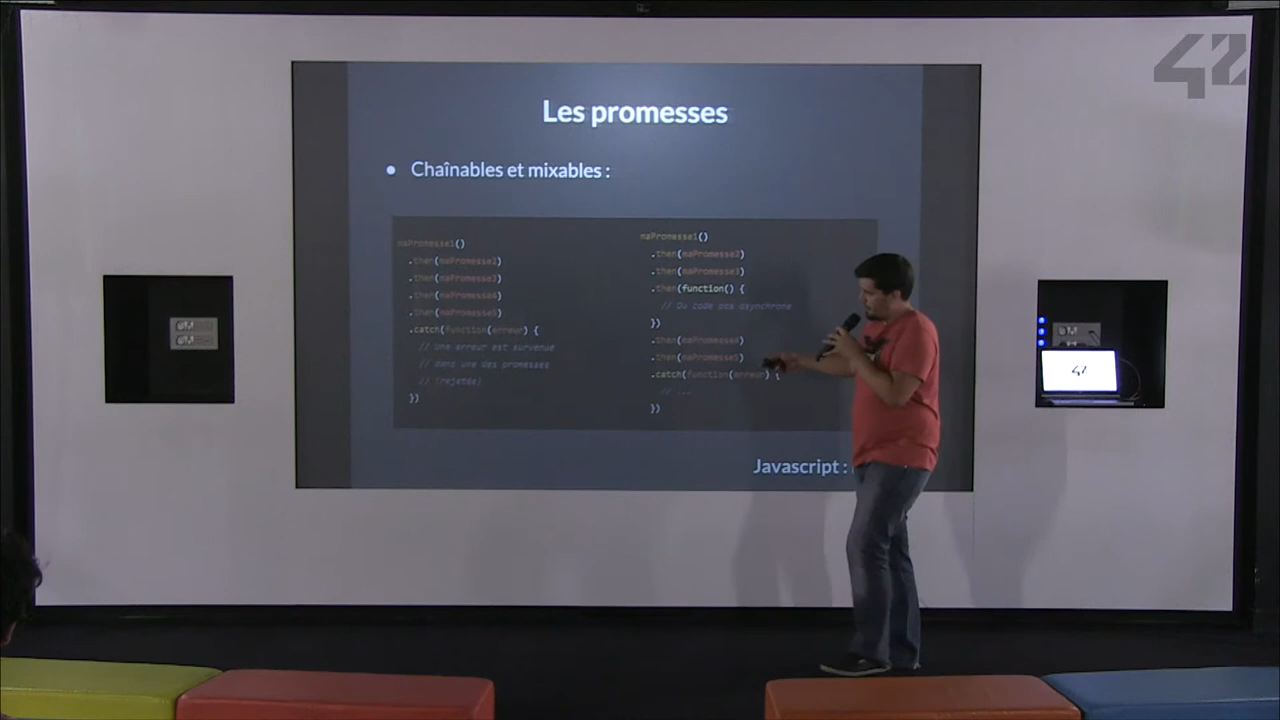 42
Les promesses
• Chaînables et mixables :
maPromesse1()
.then(maPromesse2)
.then(maPromesse3)
.then(maPromesse4)
.then(maPromesse5)
.catch(function(erreur) {
// Une erreur est survenue
// dans une des promesses
// (rejetée)
})
maPromesse1()
.then(maPromesse2)
.then(maPromesse3)
.then(function() {
// Du code pas asynchrone
})
.then(maPromesse4)
.then(maPromesse5)
.catch(function(erreur) {
// ...
})
Javascript :
42